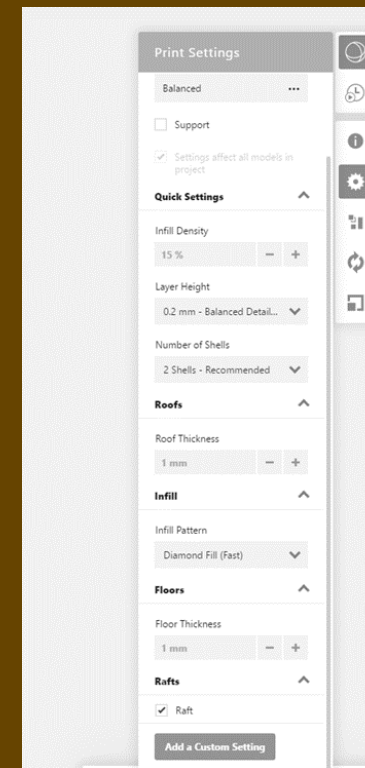 Print Settings
Balanced
Support
Settings affect all models in
project
Quick Settings
Infill Density
15 %
Layer Height
0.2 mm - Balanced Detail...
Number of Shells
2 Shells - Recommended
Roofs
Roof Thickness
1 mm
Infill
Infill Pattern
Diamond Fill (Fast)
Floors
Floor Thickness
1 mm
Rafts
Raft
Add a Custom Setting